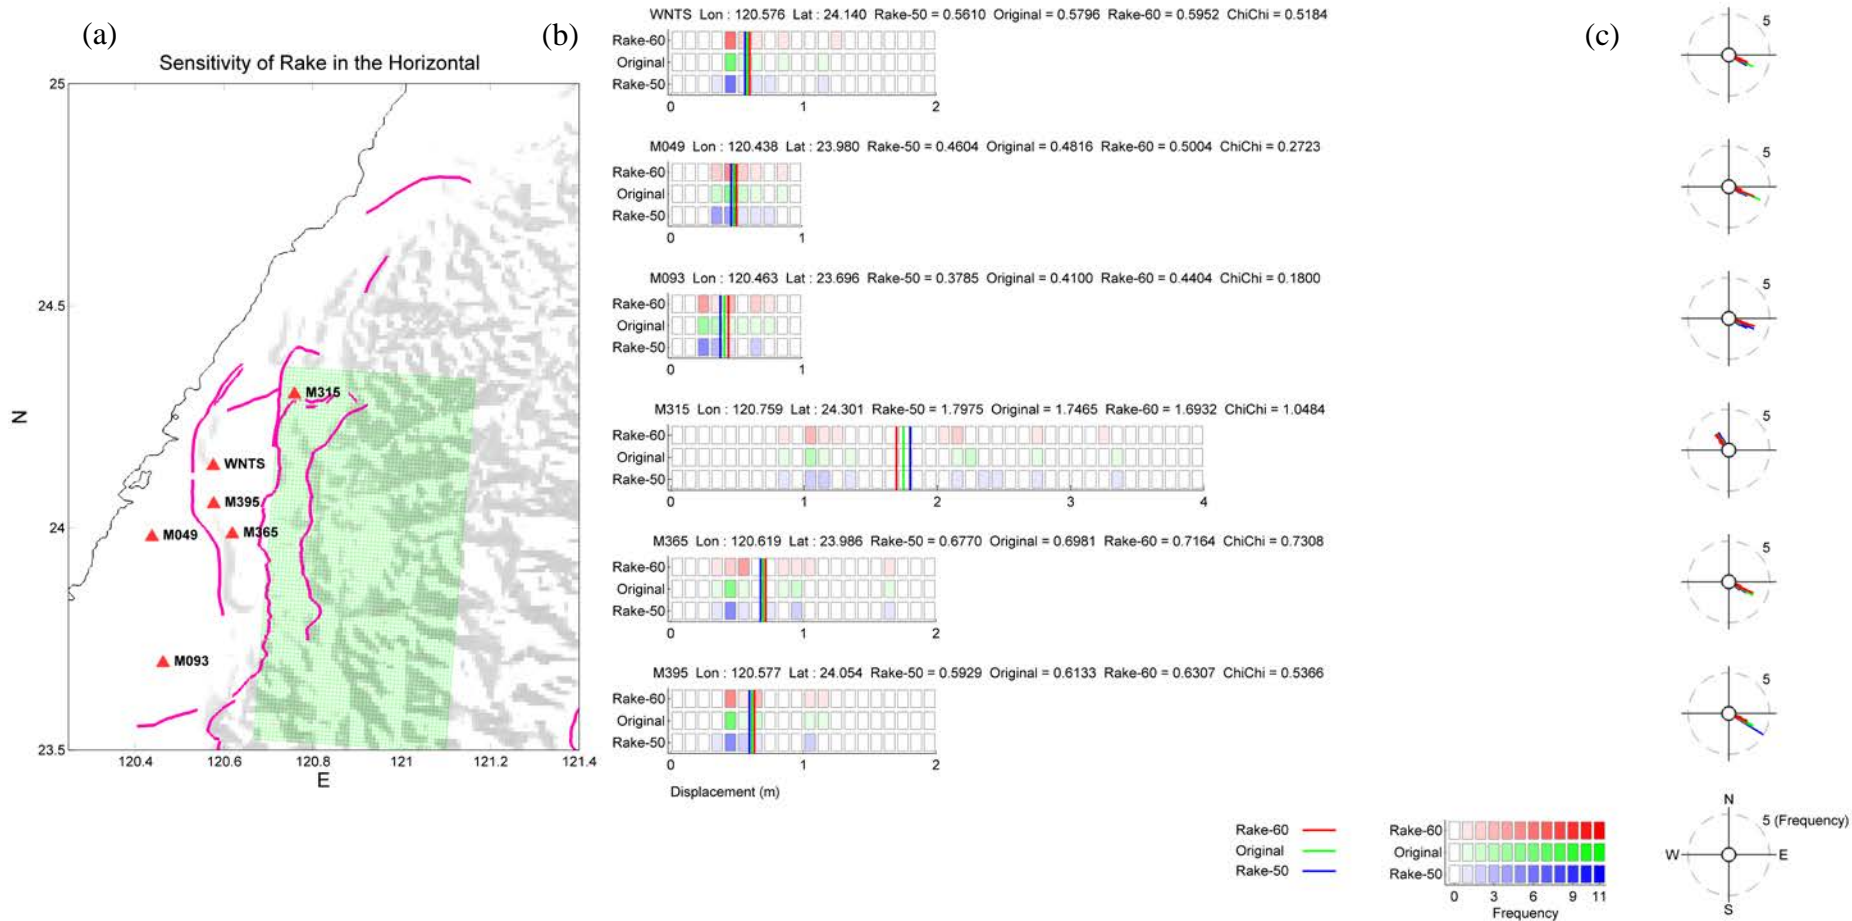 (a)
Sensitivity of Rake in the Horizontal
25
24.5
N
24
23.5
120.4 120.6 120.8 121 121.2 121.4
E
M315
WNTS
M395
M049
M365
M093
(b)
WNTS Lon : 120.576 Lat : 24.140 Rake-50 = 0.5610 Original = 0.5796 Rake-60 = 0.5952 ChiChi = 0.5184
Rake-60
Original
Rake-50
0 1 2
M049 Lon : 120.438 Lat : 23.980 Rake-50 = 0.4604 Original = 0.4816 Rake-60 = 0.5004 ChiChi = 0.2723
Rake-60
Original
Rake-50
0 1
M093 Lon : 120.463 Lat : 23.696 Rake-50 = 0.3785 Original = 0.4100 Rake-60 = 0.4404 ChiChi = 0.1800
Rake-60
Original
Rake-50
0 1
M315 Lon : 120.759 Lat : 24.301 Rake-50 = 1.7975 Original = 1.7465 Rake-60 = 1.6932 ChiChi = 1.0484
Rake-60
Original
Rake-50
0 1 2 3 4
M365 Lon : 120.619 Lat : 23.986 Rake-50 = 0.6770 Original = 0.6981 Rake-60 = 0.7164 ChiChi = 0.7308
Rake-60
Original
Rake-50
0 1 2
M395 Lon : 120.577 Lat : 24.054 Rake-50 = 0.5929 Original = 0.6133 Rake-60 = 0.6307 ChiChi = 0.5366
Rake-60
Original
Rake-50
0 1 2
Displacement (m)
Rake-60
Original
Rake-50
Rake-60
Original
Rake-50
0 3 6 9 11
Frequency
(c)
5
5
5
5
5
5
N
5 (Frequency)
W E
S